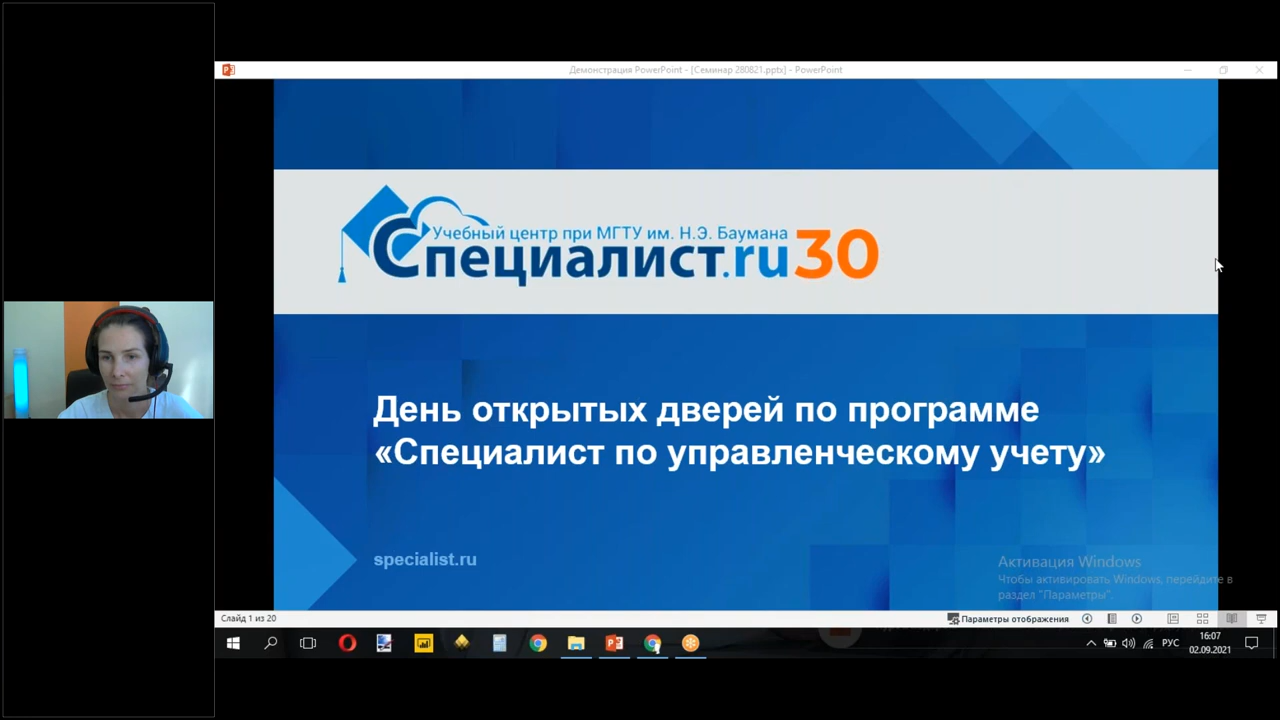 Демонстрация PowerPoint - [Семинар 280821.pptx] - PowerPoint
Учебный центр при МГТУ им. Н.Э. Баумана
Специалист.ru 30
День открытых дверей по программе
«Специалист по управленческому учету»
specialist.ru
Активация Windows
Чтобы активировать Windows, перейдите в
раздел "Параметры".
Слайд 1 из 20
Параметры отображения
РУС
16:07
02.09.2021